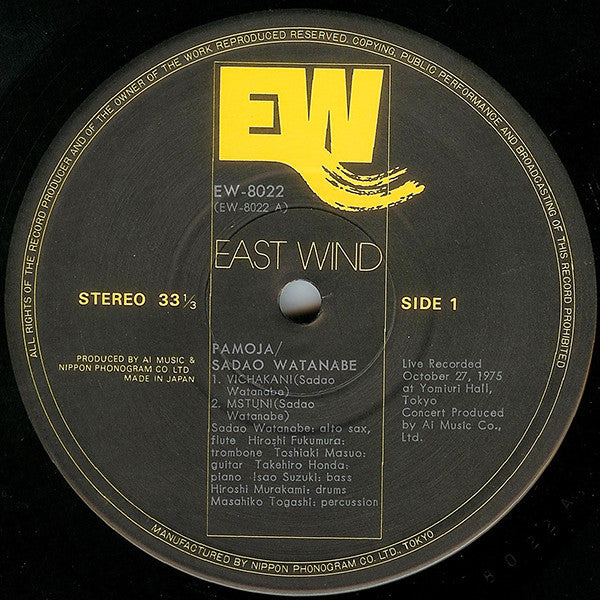 ALL RIGHTS OF THE RECORD PRODUCER AND OF THE OWNER OF THE WORK REPRODUCED RESERVED. COPYING, PUBLIC PERFORMANCE AND BROADCASTING OF THIS RECORD PROHIBITED
EW
EW-8022
(EW-8022 A)
EAST WIND
STEREO 33⅓
SIDE 1
PRODUCED BY AI MUSIC &
NIPPON PHONOGRAM CO. LTD
MADE IN JAPAN
PAMOJA/
SADAO WATANABE
1. VICHAKANI(Sadao
Watanabe)
2. MSTUNI(Sadao
Watanabe)
Sadao Watanabe: alto sax,
flute Hiroshi Fukumura:
trombone Toshiaki Masuo:
guitar Takehiro Honda:
piano Isao Suzuki: bass
Hiroshi Murakami: drums
Masahiko Togashi: percussion
Live Recorded
October 27, 1975
at Yomiuri Hall,
Tokyo
Concert Produced
by Ai Music Co.,
Ltd.
MANUFACTURED BY NIPPON PHONOGRAM CO. LTD., TOKYO
8022A